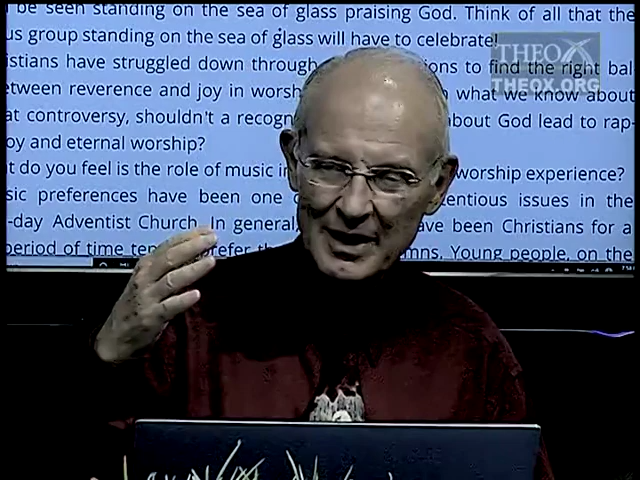 be seen standing on the sea of glass praising God. Think of all that the
us group standing on the sea of glass will have to celebrate!
THEOX
istians have struggled down through ions to find the right bal
THEOX.ORG
etween reverence and joy in worsh what we know about
at controversy, shouldn't a recogn about God lead to rap-
oy and eternal worship?
t do you feel is the role of music in worship experience?
sic preferences have been one tentious issues in the
-day Adventist Church. In general ave been Christians for a
period of time ten prefer th mns. Young people, on the